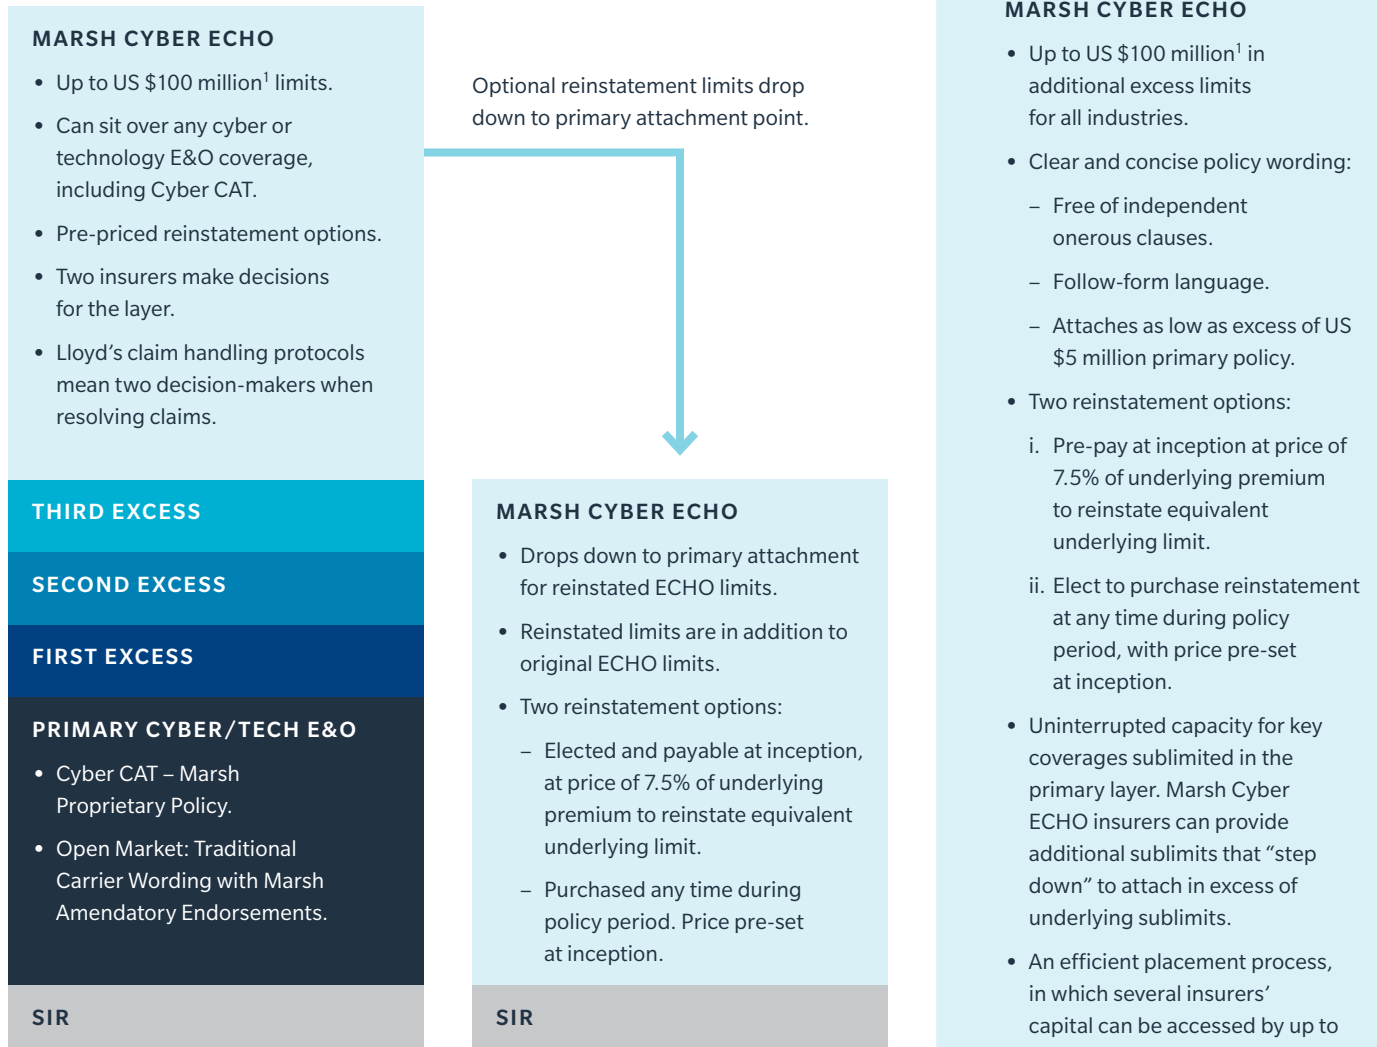 MARSH CYBER ECHO
• Up to US $100 million¹ limits.
• Can sit over any cyber or
technology E&O coverage,
including Cyber CAT.
• Pre-priced reinstatement options.
• Two insurers make decisions
for the layer.
• Lloyd’s claim handling protocols
mean two decision-makers when
resolving claims.
THIRD EXCESS
SECOND EXCESS
FIRST EXCESS
PRIMARY CYBER/TECH E&O
• Cyber CAT – Marsh
Proprietary Policy.
• Open Market: Traditional
Carrier Wording with Marsh
Amendatory Endorsements.
SIR
Optional reinstatement limits drop
down to primary attachment point.
MARSH CYBER ECHO
• Drops down to primary attachment
for reinstated ECHO limits.
• Reinstated limits are in addition to
original ECHO limits.
• Two reinstatement options:
– Elected and payable at inception,
at price of 7.5% of underlying
premium to reinstate equivalent
underlying limit.
– Purchased any time during
policy period. Price pre-set
at inception.
SIR
MARSH CYBER ECHO
• Up to US $100 million¹ in
additional excess limits
for all industries.
• Clear and concise policy wording:
– Free of independent
onerous clauses.
– Follow-form language.
– Attaches as low as excess of US
$5 million primary policy.
• Two reinstatement options:
i. Pre-pay at inception at price of
7.5% of underlying premium
to reinstate equivalent
underlying limit.
ii. Elect to purchase reinstatement
at any time during policy
period, with price pre-set
at inception.
• Uninterrupted capacity for key
coverages sublimited in the
primary layer. Marsh Cyber
ECHO insurers can provide
additional sublimits that “step
down” to attach in excess of
underlying sublimits.
• An efficient placement process,
in which several insurers’
capital can be accessed by up to